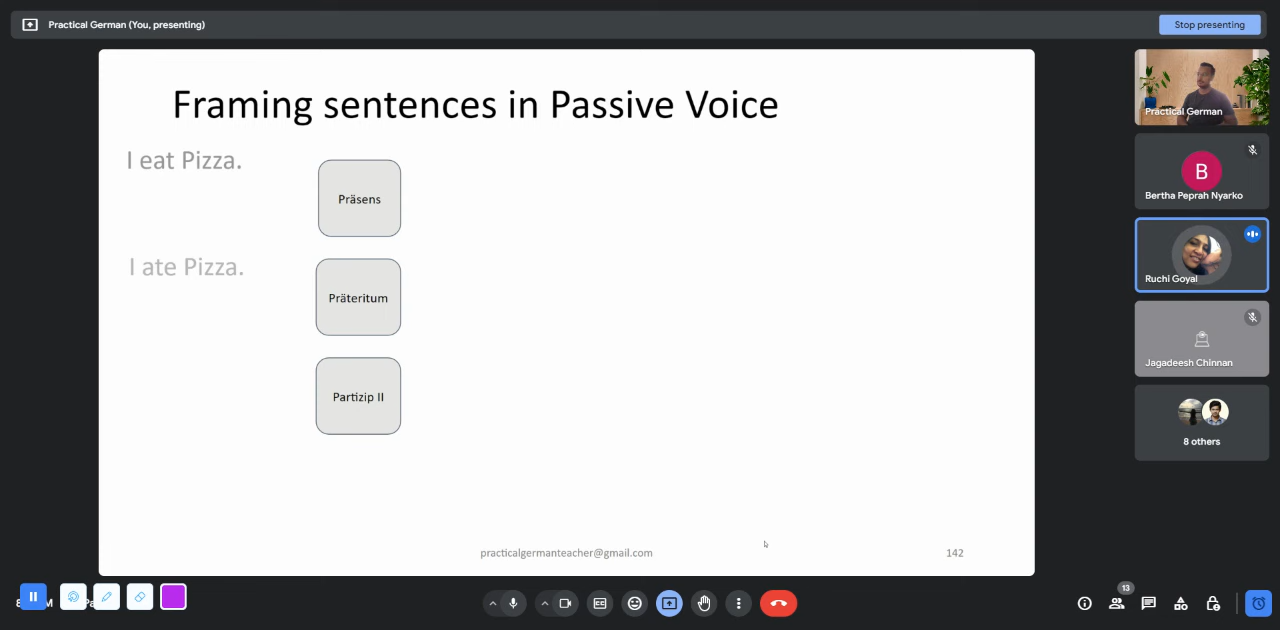 Practical German (You, presenting)
Stop presenting
Framing sentences in Passive Voice
I eat Pizza.
Präsens
I ate Pizza.
Präteritum
Partizip II
practicalgermanteacher@gmail.com
142
Practical German
B
Bertha Peprah Nyarko
Ruchi Goyal
Jagadeesh Chinnan
8 others
13